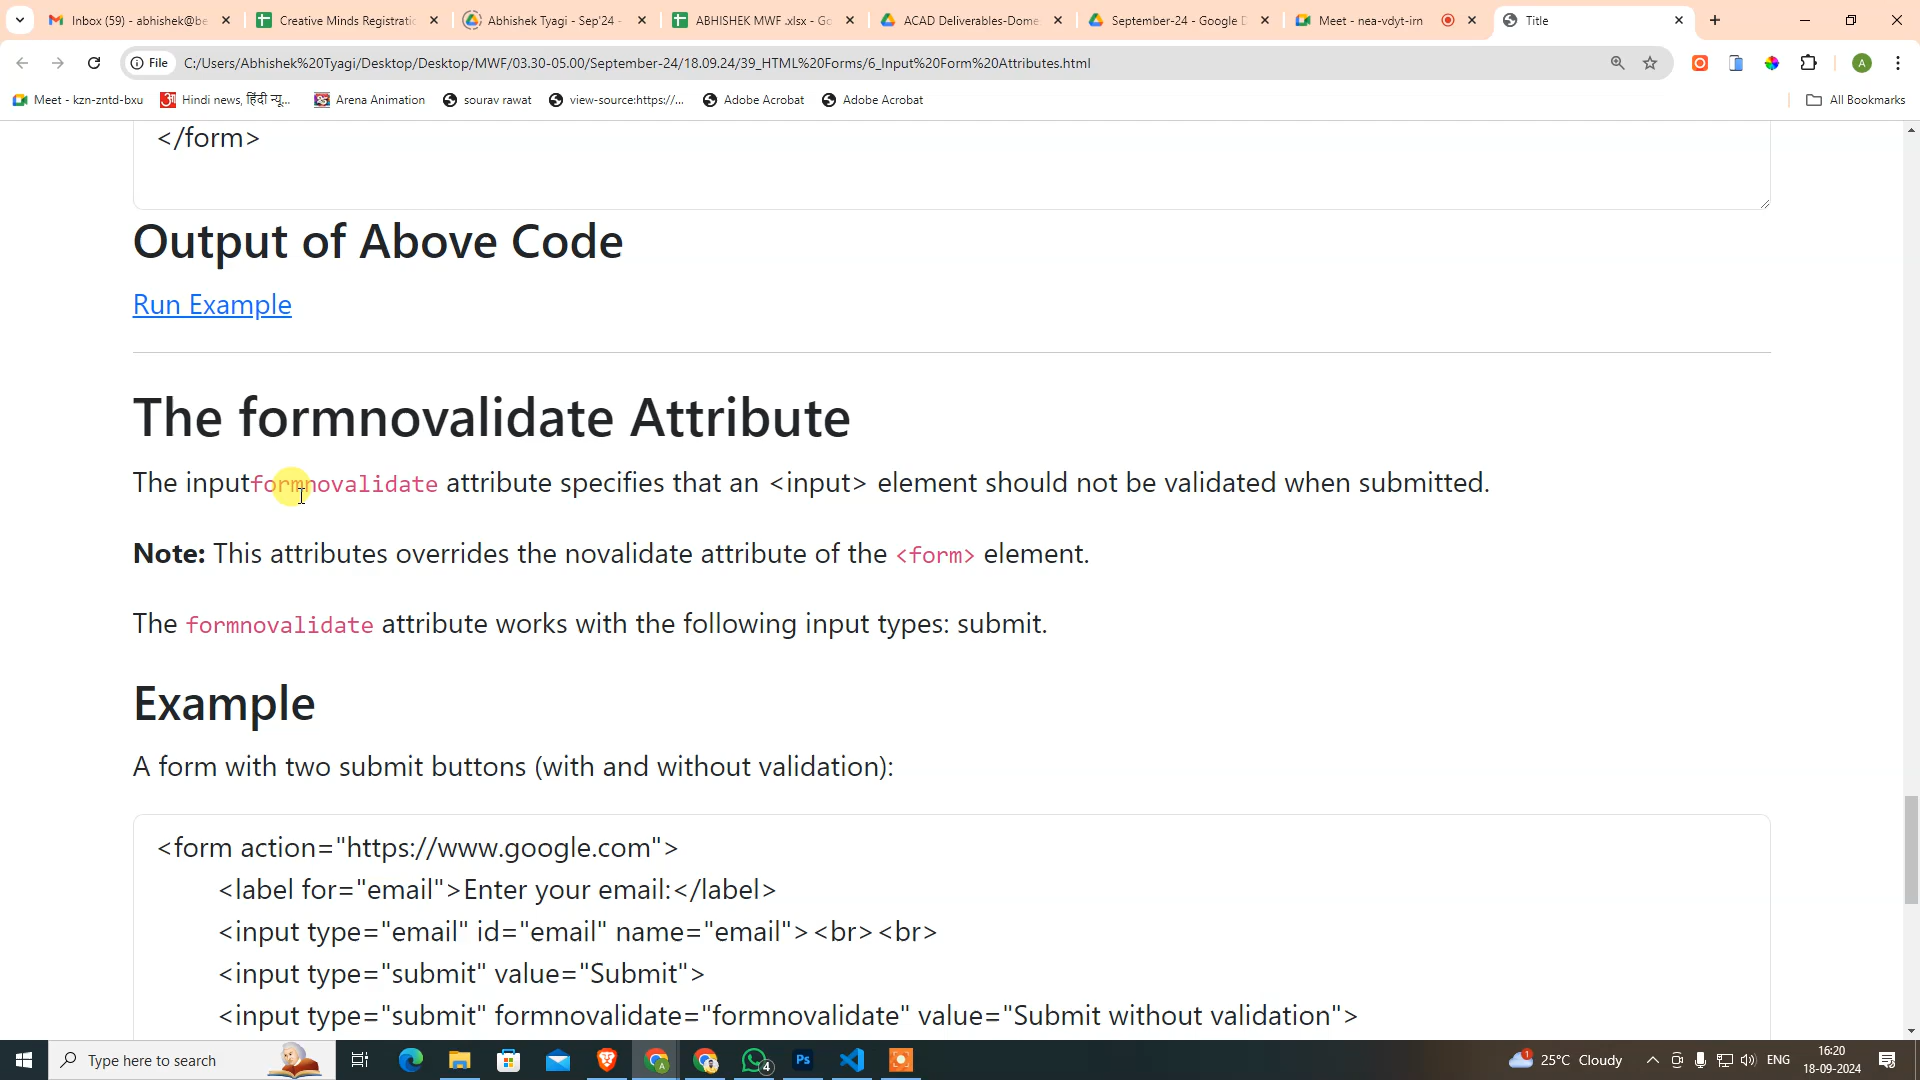 Inbox (59) - abhishek@be
Creative Minds Registratic
Abhishek Tyagi - Sep'24 -
ABHISHEK MWF .xlsx - Go
ACAD Deliverables-Dome
September-24 - Google D
Meet - nea-vdyt-irn
Title
File
C:/Users/Abhishek%20Tyagi/Desktop/Desktop/MWF/03.30-05.00/September-24/18.09.24/39_HTML%20Forms/6_Input%20Form%20Attributes.html
A
Meet - kzn-zntd-bxu
Hindi news, हिंदी न्यू...
Arena Animation
sourav rawat
view-source:https://...
Adobe Acrobat
Adobe Acrobat
All Bookmarks
</form>
Output of Above Code
Run Example
The formnovalidate Attribute
The inputformnovalidate attribute specifies that an <input> element should not be validated when submitted.
Note: This attributes overrides the novalidate attribute of the <form> element.
The formnovalidate attribute works with the following input types: submit.
Example
A form with two submit buttons (with and without validation):
<form action="https://www.google.com">
<label for="email">Enter your email:</label>
<input type="email" id="email" name="email"><br><br>
<input type="submit" value="Submit">
<input type="submit" formnovalidate="formnovalidate" value="Submit without validation">
Type here to search
A
4
Ps
1
25°C Cloudy
ENG
16:20
18-09-2024